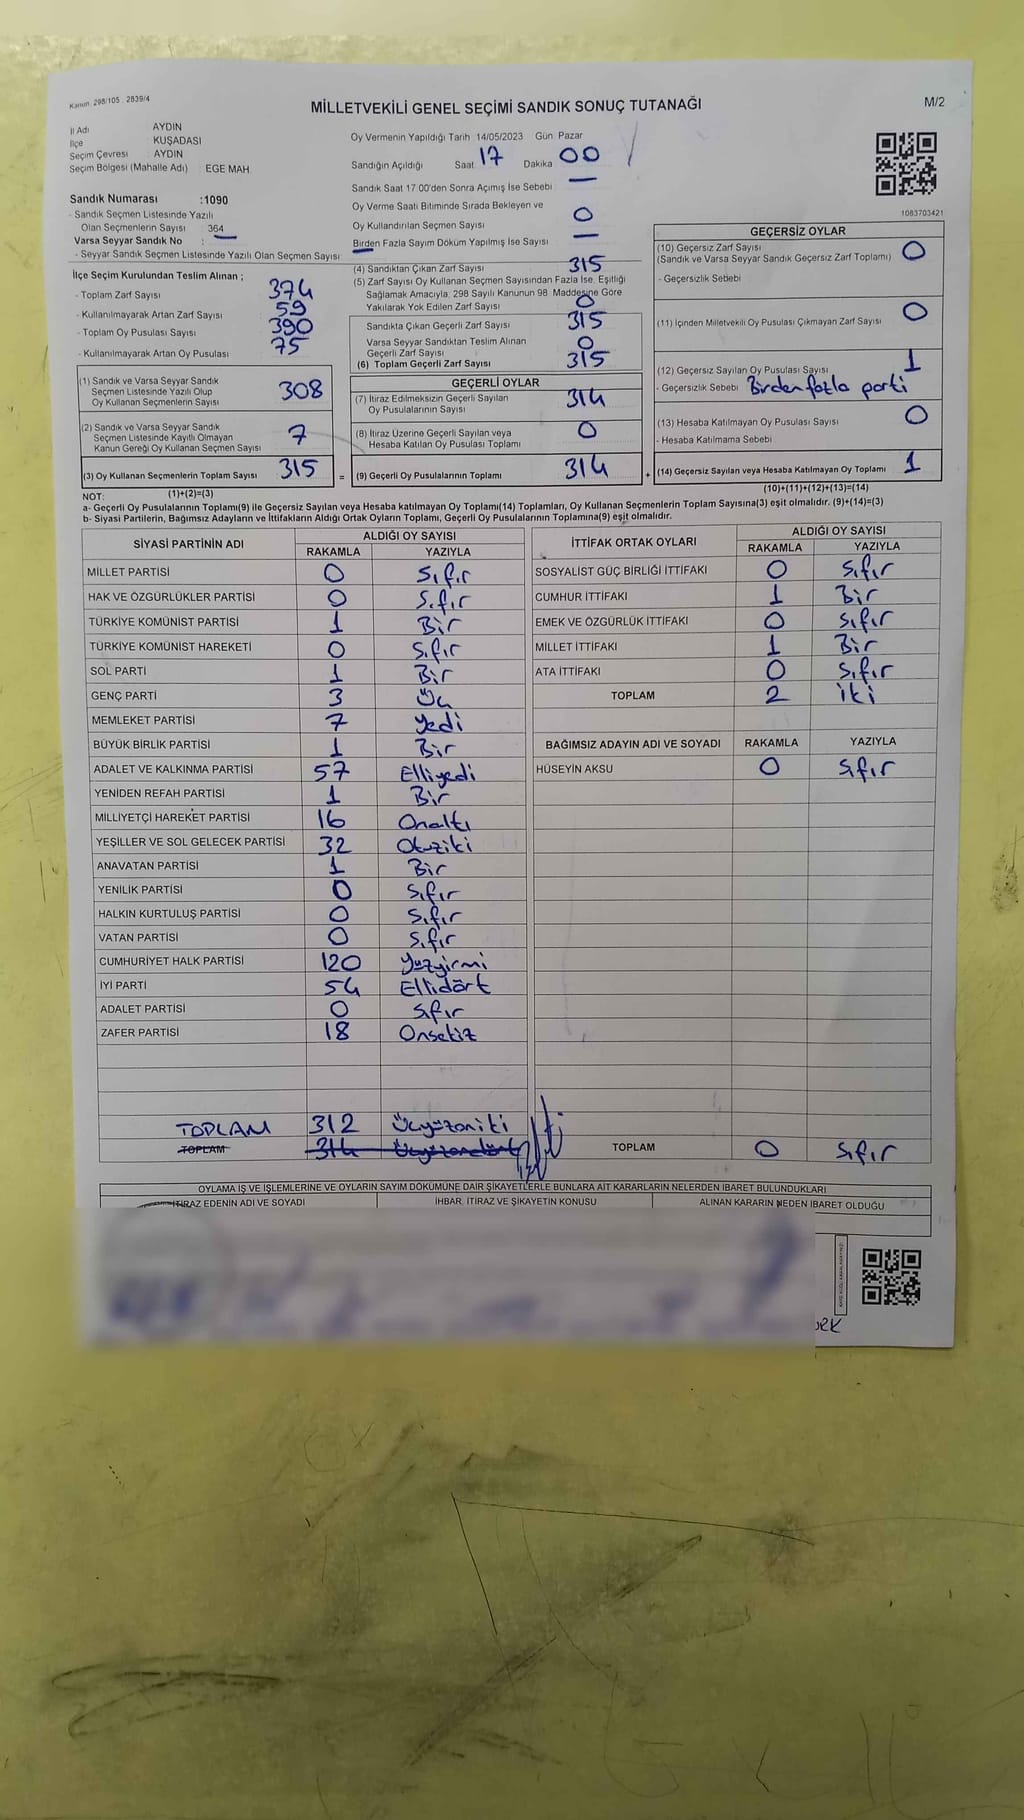 Kanun. 298/105 . 2839/4
MİLLETVEKİLİ GENEL SEÇİMİ SANDIK SONUÇ TUTANAĞI
M/2
İl Adı AYDIN
İlçe KUŞADASI
Seçim Çevresi : AYDIN
Seçim Bölgesi (Mahalle Adı) : EGE MAH.
Sandık Numarası :1090
- Sandık Seçmen Listesinde Yazılı
Olan Seçmenlerin Sayısı : 364
Varsa Seyyar Sandık No :
- Seyyar Sandık Seçmen Listesinde Yazılı Olan Seçmen Sayısı:
Oy Vermenin Yapıldığı Tarih 14/05/2023 Gün Pazar
Sandığın Açıldığı Saat 17 Dakika 00
Sandık Saat 17 00'den Sonra Açımış İse Sebebi —
Oy Verme Saati Bitiminde Sırada Bekleyen ve
Oy Kullandırılan Seçmen Sayısı 0
Birden Fazla Sayım Döküm Yapılmış İse Sayısı —
1083703421
İlçe Seçim Kurulundan Teslim Alınan ;
- Toplam Zarf Sayısı 374
- Kullanılmayarak Artan Zarf Sayısı : 59
- Toplam Oy Pusulası Sayısı 390
- Kullanılmayarak Artan Oy Pusulası : 75
(1) Sandık ve Varsa Seyyar Sandık
Seçmen Listesinde Yazılı Olup
Oy Kullanan Seçmenlerin Sayısı 308
(2) Sandık ve Varsa Seyyar Sandık
Seçmen Listesinde Kayıtlı Olmayan
Kanun Gereği Oy Kullanan Seçmen Sayısı 7
(3) Oy Kullanan Seçmenlerin Toplam Sayısı 315 =
(1)+(2)=(3)
(4) Sandıktan Çıkan Zarf Sayısı 315
(5) Zarf Sayısı Oy Kullanan Seçmen Sayısından Fazla İse, Eşitliği
Sağlamak Amacıyla, 298 Sayılı Kanunun 98. Maddesine Göre
Yakılarak Yok Edilen Zarf Sayısı 0
Sandıkta Çıkan Geçerli Zarf Sayısı 315
Varsa Seyyar Sandıktan Teslim Alınan
Geçerli Zarf Sayısı 0
(6) Toplam Geçerli Zarf Sayısı 315
GEÇERLİ OYLAR
(7) İtiraz Edilmeksizin Geçerli Sayılan
Oy Pusulalarının Sayısı 314
(8) İtiraz Üzerine Geçerli Sayılan veya
Hesaba Katılan Oy Pusulası Toplamı 0
(9) Geçerli Oy Pusulalarının Toplamı 314 +
GEÇERSİZ OYLAR
(10) Geçersiz Zarf Sayısı 0
(Sandık ve Varsa Seyyar Sandık Geçersiz Zarf Toplamı)
- Geçersizlik Sebebi
(11) İçinden Milletvekili Oy Pusulası Çıkmayan Zarf Sayısı 0
(12) Geçersiz Sayılan Oy Pusulası Sayısı 1
- Geçersizlik Sebebi Birden fazla parti
(13) Hesaba Katılmayan Oy Pusulası Sayısı 0
- Hesaba Katılmama Sebebi
(14) Geçersiz Sayılan veya Hesaba Katılmayan Oy Toplamı 1
(10)+(11)+(12)+(13)=(14)
NOT:
a- Geçerli Oy Pusulalarının Toplamı(9) ile Geçersiz Sayılan veya Hesaba katılmayan Oy Toplamı(14) Toplamları, Oy Kullanan Seçmenlerin Toplam Sayısına(3) eşit olmalıdır. (9)+(14)=(3)
b- Siyasi Partilerin, Bağımsız Adayların ve İttifakların Aldığı Ortak Oyların Toplamı, Geçerli Oy Pusulalarının Toplamına(9) eşit olmalıdır.
SİYASİ PARTİNİN ADI ALDIĞI OY SAYISI
RAKAMLA YAZIYLA
MİLLET PARTİSİ 0 Sıfır
HAK VE ÖZGÜRLÜKLER PARTİSİ 0 Sıfır
TÜRKİYE KOMÜNİST PARTİSİ 1 Bir
TÜRKİYE KOMÜNİST HAREKETİ 0 Sıfır
SOL PARTİ 1 Bir
GENÇ PARTİ 3 Üç
MEMLEKET PARTİSİ 7 Yedi
BÜYÜK BİRLİK PARTİSİ 1 Bir
ADALET VE KALKINMA PARTİSİ 57 Elliyedi
YENİDEN REFAH PARTİSİ 1 Bir
MİLLİYETÇİ HAREKET PARTİSİ 16 Onaltı
YEŞİLLER VE SOL GELECEK PARTİSİ 32 Otuziki
ANAVATAN PARTİSİ 1 Bir
YENİLİK PARTİSİ 0 Sıfır
HALKIN KURTULUŞ PARTİSİ 0 Sıfır
VATAN PARTİSİ 0 Sıfır
CUMHURİYET HALK PARTİSİ 120 Yüzyirmi
İYİ PARTİ 54 Ellidört
ADALET PARTİSİ 0 Sıfır
ZAFER PARTİSİ 18 Onsekiz
TOPLAM 312 Üçyüzoniki
TOPLAM 314 Üçyüzondört
İTTİFAK ORTAK OYLARI ALDIĞI OY SAYISI
RAKAMLA YAZIYLA
SOSYALİST GÜÇ BİRLİĞİ İTTİFAKI 0 Sıfır
CUMHUR İTTİFAKI 1 Bir
EMEK VE ÖZGÜRLÜK İTTİFAKI 0 Sıfır
MİLLET İTTİFAKI 1 Bir
ATA İTTİFAKI 0 Sıfır
TOPLAM 2 İki
BAĞIMSIZ ADAYIN ADI VE SOYADI RAKAMLA YAZIYLA
HÜSEYİN AKSU 0 Sıfır
TOPLAM 0 Sıfır
OYLAMA İŞ VE İŞLEMLERİNE VE OYLARIN SAYIM DÖKÜMÜNE DAİR ŞİKAYETLERLE BUNLARA AİT KARARLARIN NELERDEN İBARET BULUNDUKLARI
İTİRAZ EDENİN ADI VE SOYADI İHBAR, İTİRAZ VE ŞİKAYETİN KONUSU ALINAN KARARIN NEDEN İBARET OLDUĞU